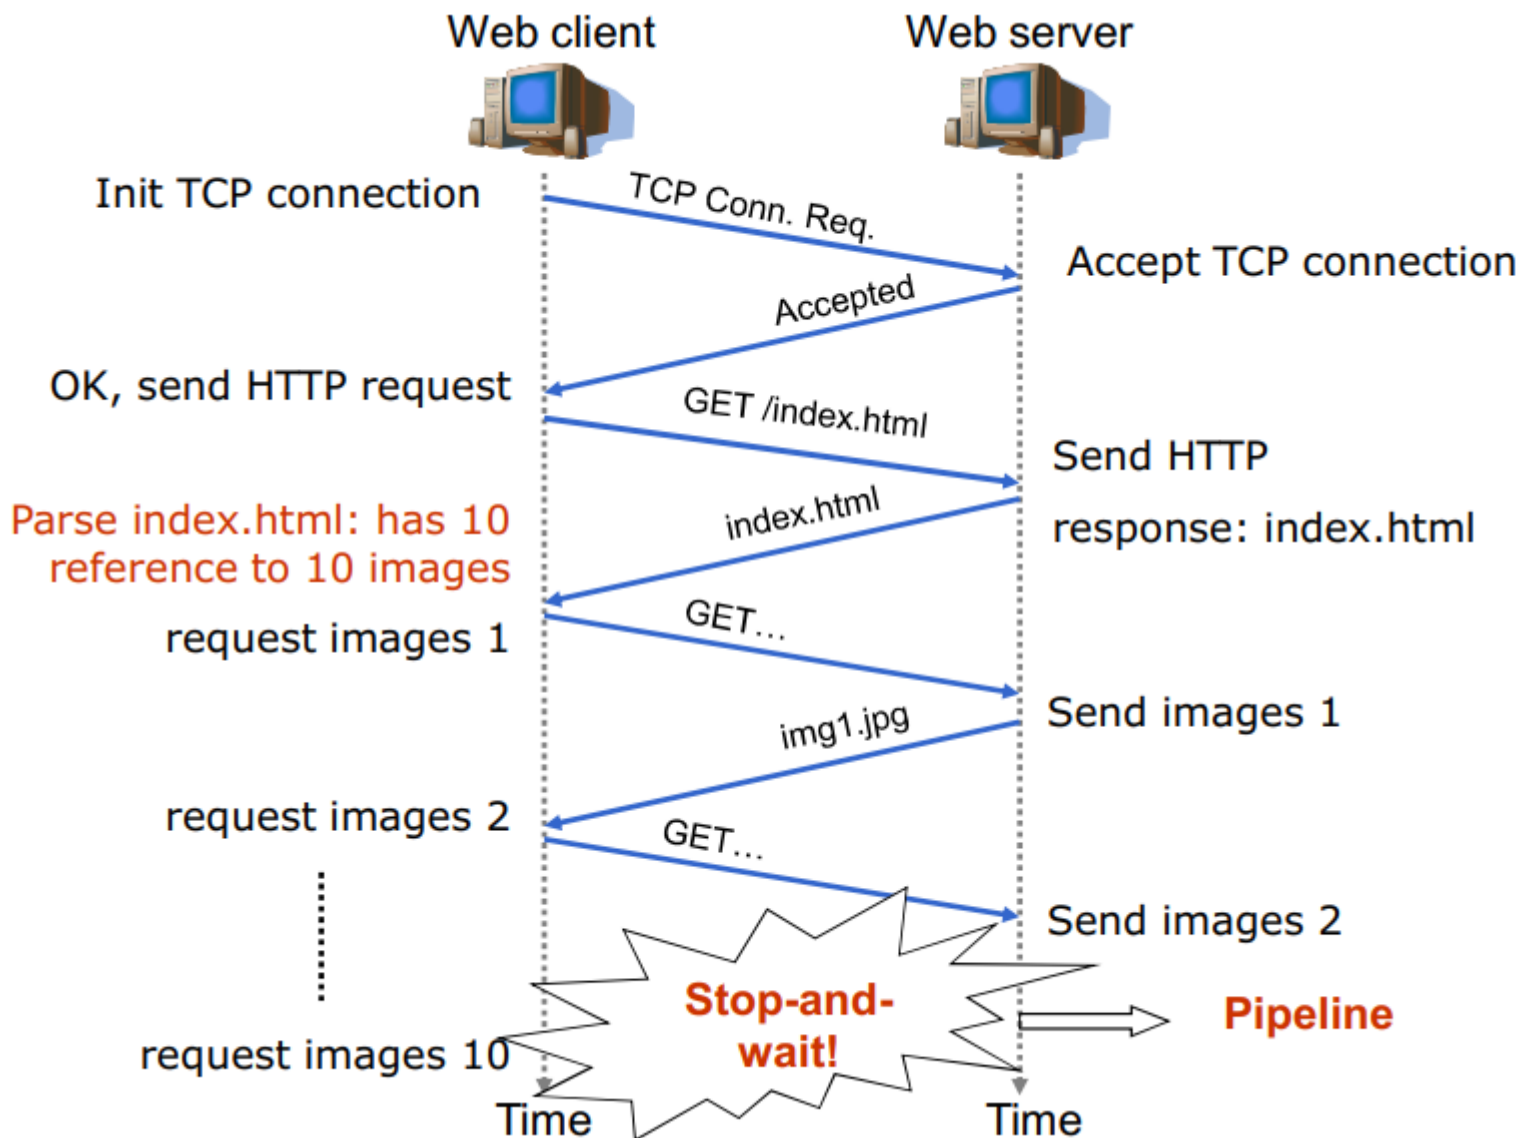 Web client
Web server
Init TCP connection
TCP Conn. Req.
Accept TCP connection
Accepted
OK, send HTTP request
GET /index.html
Send HTTP
response: index.html
index.html
Parse index.html: has 10
reference to 10 images
request images 1
GET...
Send images 1
img1.jpg
request images 2
GET...
Send images 2
Stop-and-
wait!
Pipeline
request images 10
Time
Time